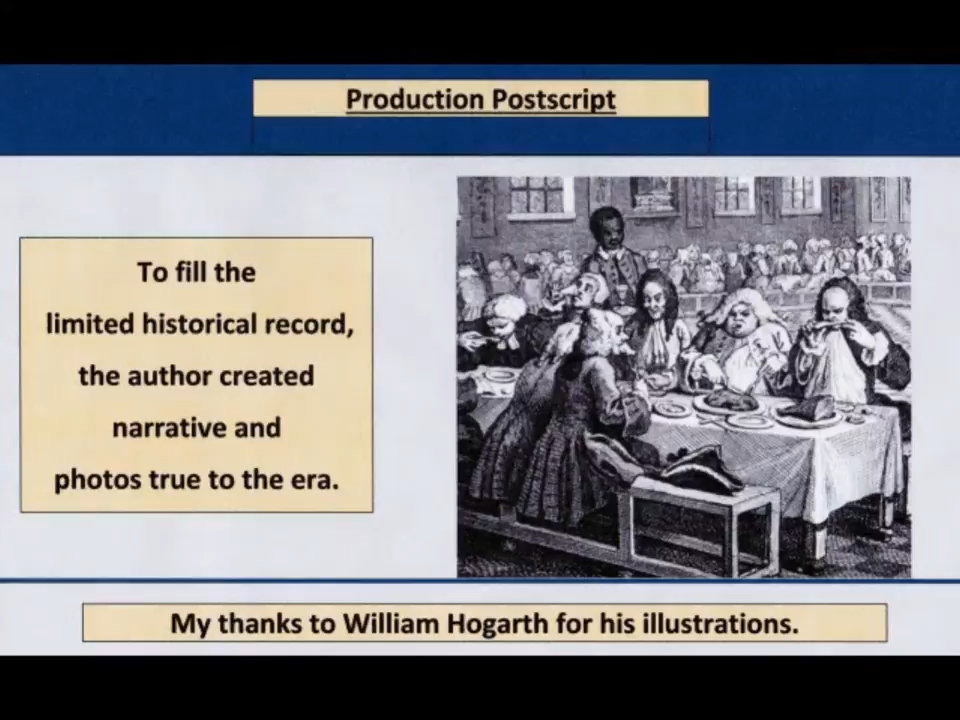 Production Postscript
To fill the
limited historical record,
the author created
narrative and
photos true to the era.
My thanks to William Hogarth for his illustrations.